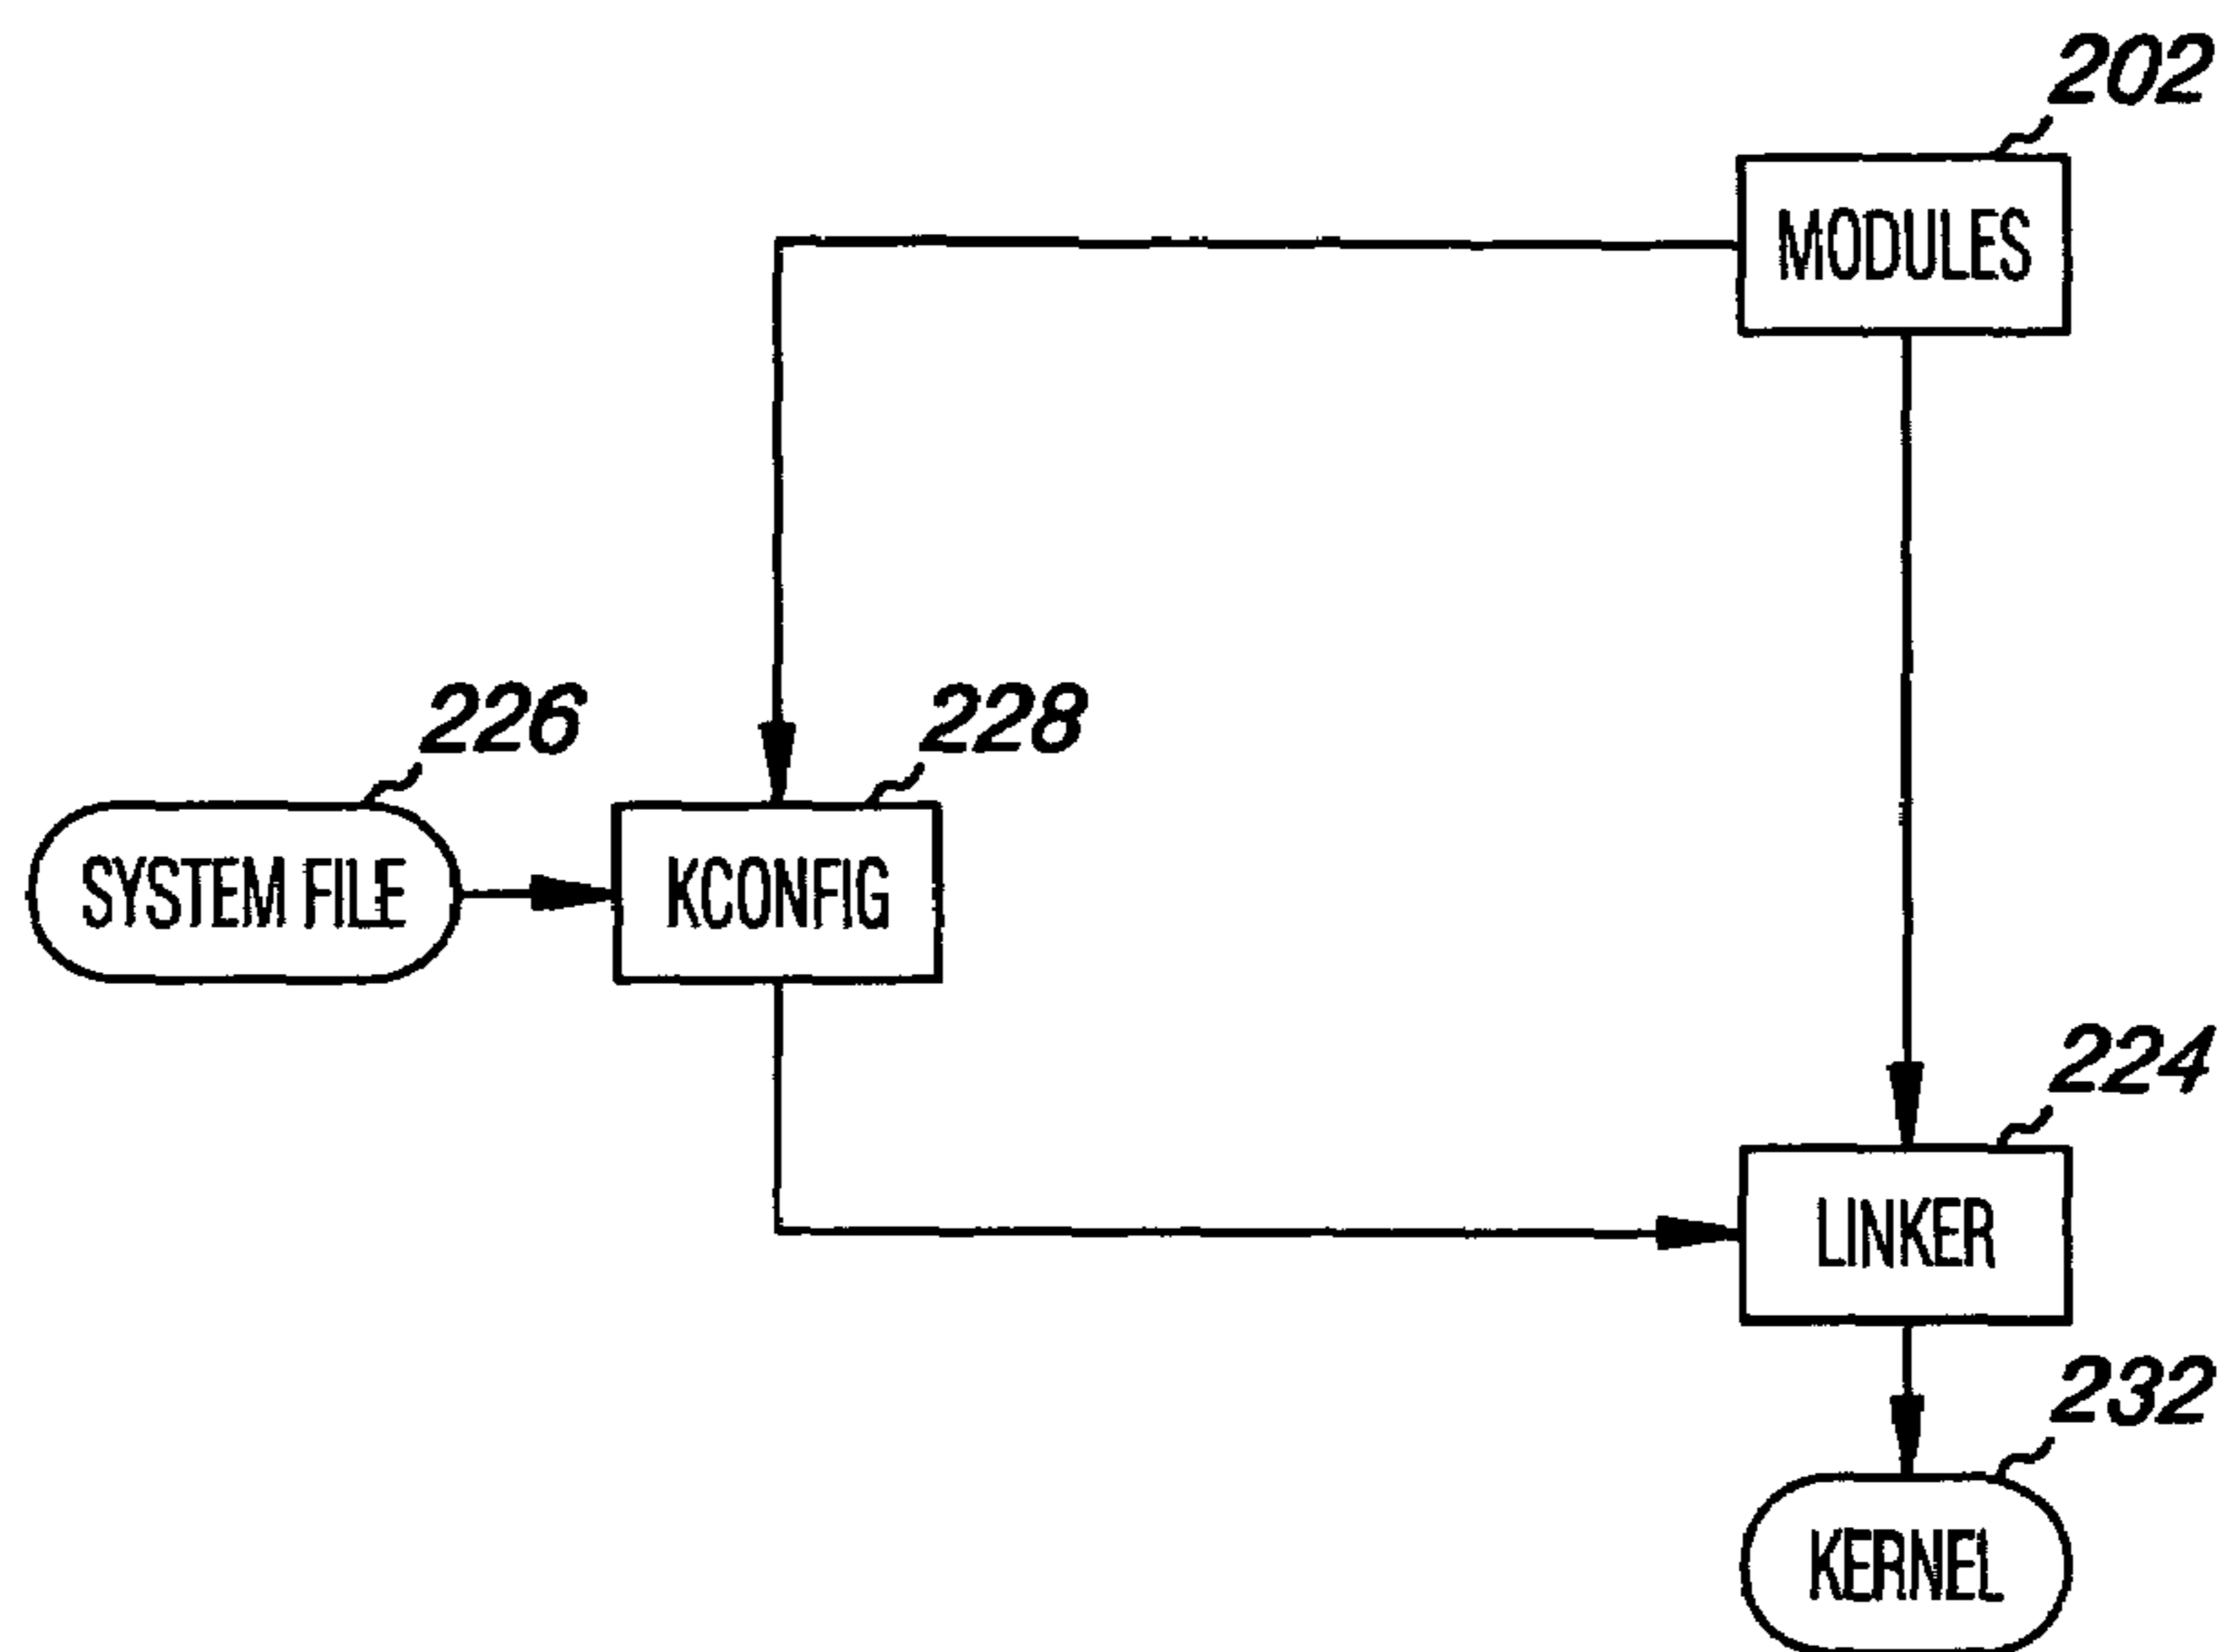 202
MODULES
226
228
SYSTEM FILE
KCONFIG
224
LINKER
232
KERNEL